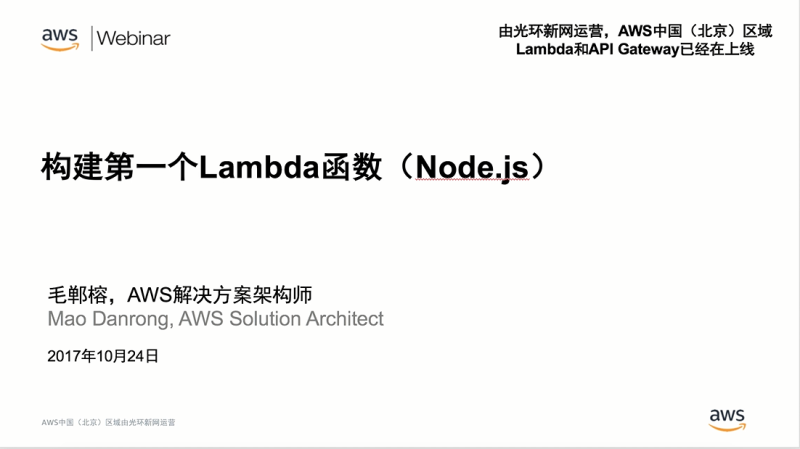 aws Webinar
由光环新网运营，AWS中国（北京）区域
Lambda和API Gateway已经在上线
构建第一个Lambda函数（Node.js）
毛郸榕，AWS解决方案架构师
Mao Danrong, AWS Solution Architect
2017年10月24日
AWS中国（北京）区域由光环新网运营
aws